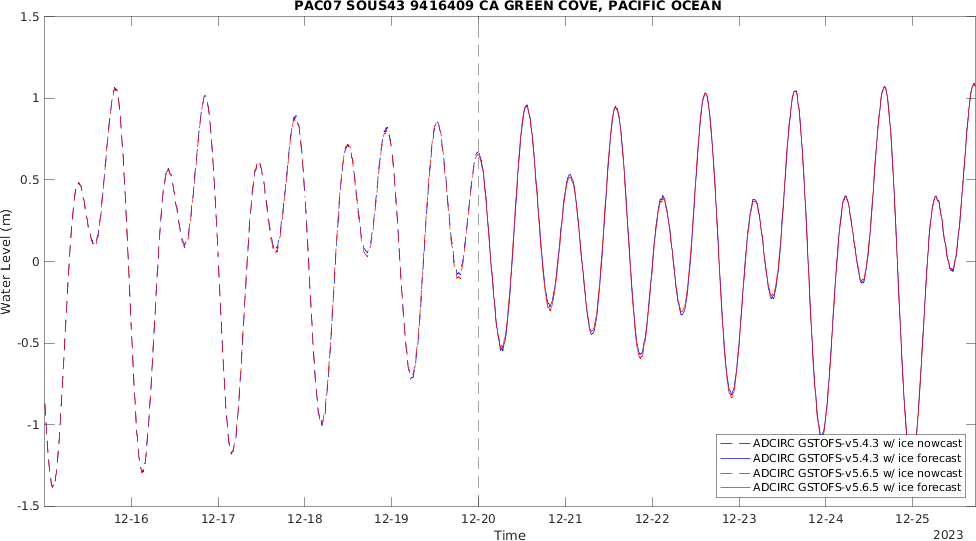 PAC07 SOUS43 9416409 CA GREEN COVE, PACIFIC OCEAN
Water Level (m)
1.5
1
0.5
0
-0.5
-1
-1.5
12-16
12-17
12-18
12-19
12-20
12-21
12-22
12-23
12-24
12-25
Time
2023
ADCIRC GSTOFS-v5.4.3 w/ ice nowcast
ADCIRC GSTOFS-v5.4.3 w/ ice forecast
ADCIRC GSTOFS-v5.6.5 w/ ice nowcast
ADCIRC GSTOFS-v5.6.5 w/ ice forecast